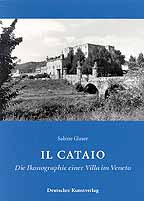 Sabine Glaser
IL CATAIO
Die Ikonographie einer Villa im Veneto
Deutscher Kunstverlag